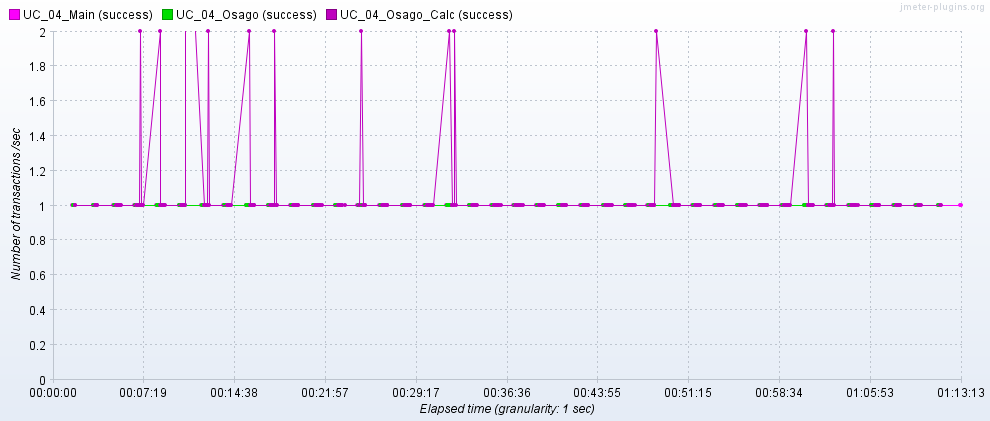 jmeter-plugins.org
UC_04_Main (success) UC_04_Osago (success) UC_04_Osago_Calc (success)
Number of transactions /sec
2
1.8
1.6
1.4
1.2
1
0.8
0.6
0.4
0.2
0
00:00:00 00:07:19 00:14:38 00:21:57 00:29:17 00:36:36 00:43:55 00:51:15 00:58:34 01:05:53 01:13:13
Elapsed time (granularity: 1 sec)